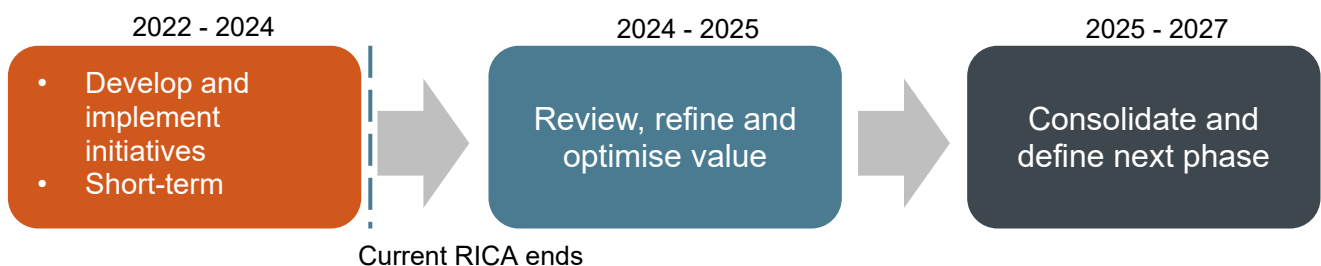 2022 - 2024
• Develop and
implement
initiatives
• Short-term
Current RICA ends
2024 - 2025
Review, refine and
optimise value
2025 - 2027
Consolidate and
define next phase